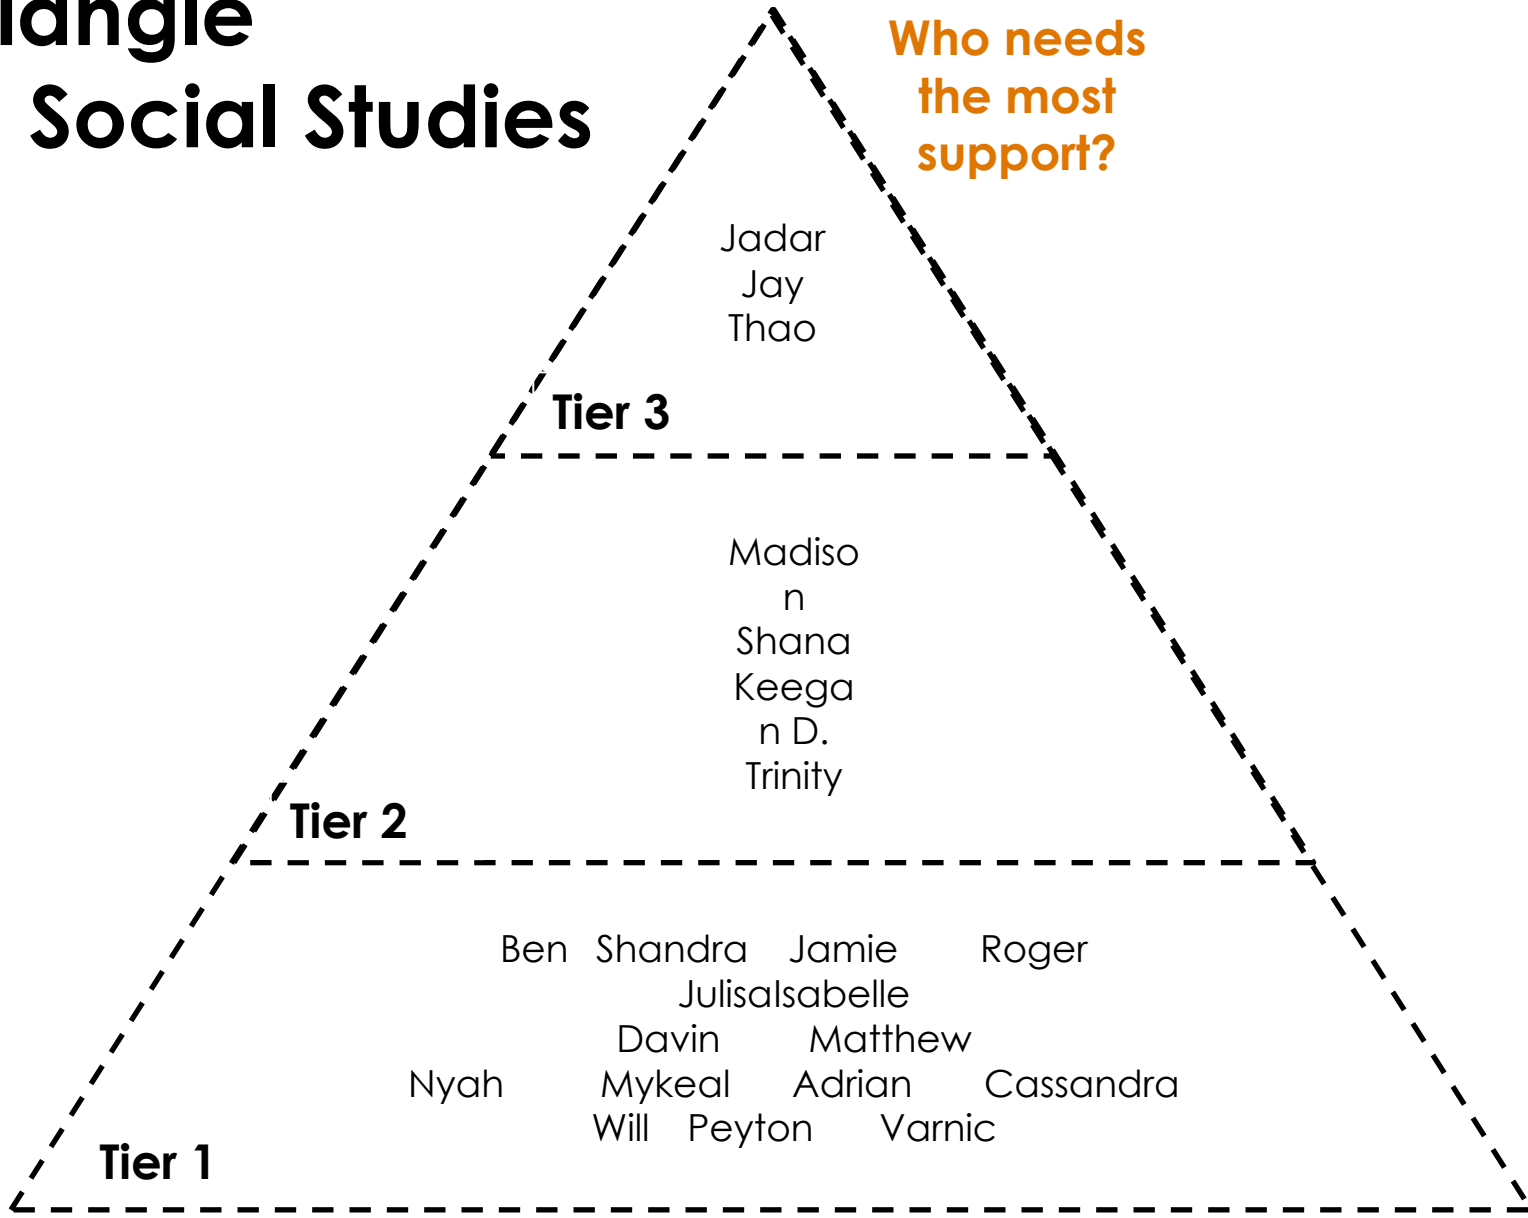 iangle
Social Studies
Who needs
the most
support?
Jadar
Jay
Thao
Tier 3
Madiso
n
Shana
Keega
n D.
Trinity
Tier 2
Ben Shandra Jamie Roger
JulisaIsabelle
Davin Matthew
Nyah Mykeal Adrian Cassandra
Will Peyton Varnic
Tier 1